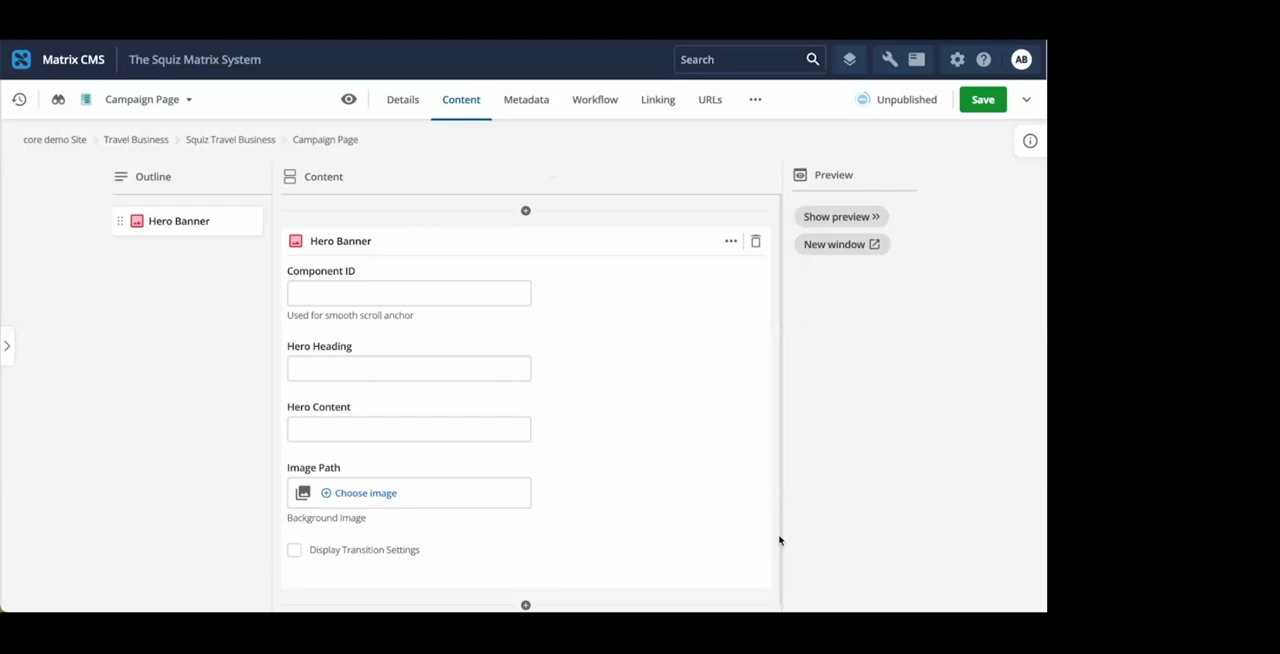 Matrix CMS
The Squiz Matrix System
Search
AB
Campaign Page
Details
Content
Metadata
Workflow
Linking
URLs
Unpublished
Save
core demo Site
Travel Business
Squiz Travel Business
Campaign Page
Outline
Content
Preview
Hero Banner
Show preview
New window
Hero Banner
Component ID
Used for smooth scroll anchor
Hero Heading
Hero Content
Image Path
Choose image
Background Image
Display Transition Settings